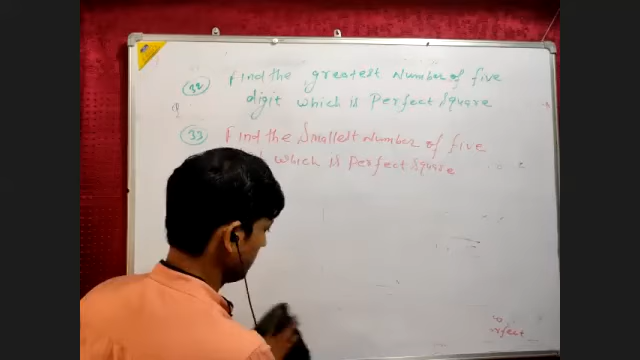 32 Find the greatest Number of five
digit which is Perfect Square
33 Find the Smallest Number of five
which is Perfect Square